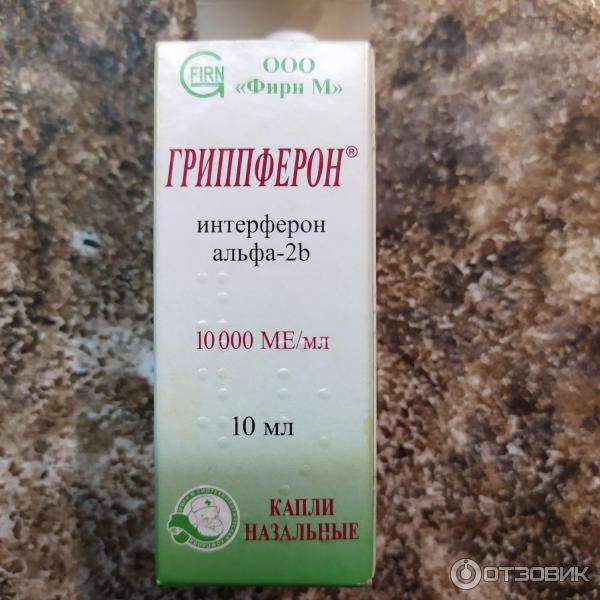 FIRN
ООО
«Фирн М»
ГРИППФЕРОН®
интерферон
альфа-2b
10 000 МЕ/мл
10 мл
КАПЛИ
НАЗАЛЬНЫЕ
ОТЗОВИК